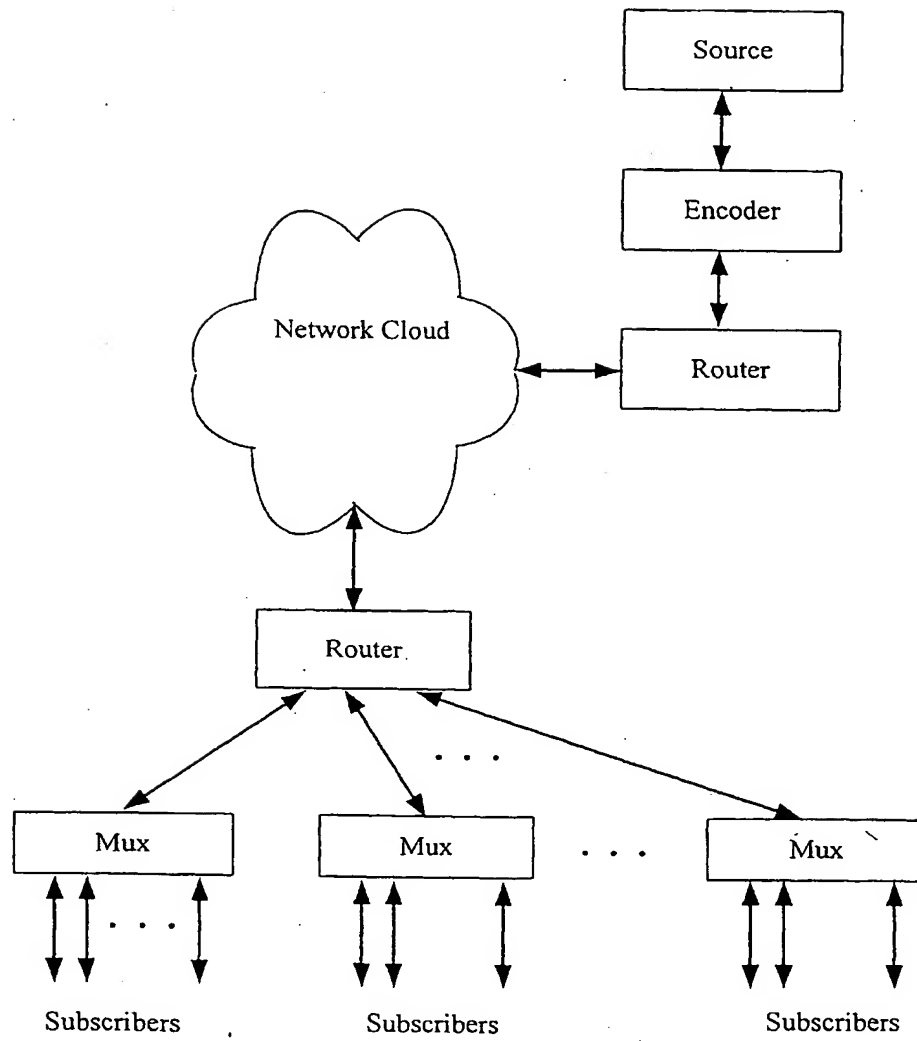 Source
Encoder
Network Cloud
Router
Router
Mux
Mux
Mux
Subscribers
Subscribers
Subscribers